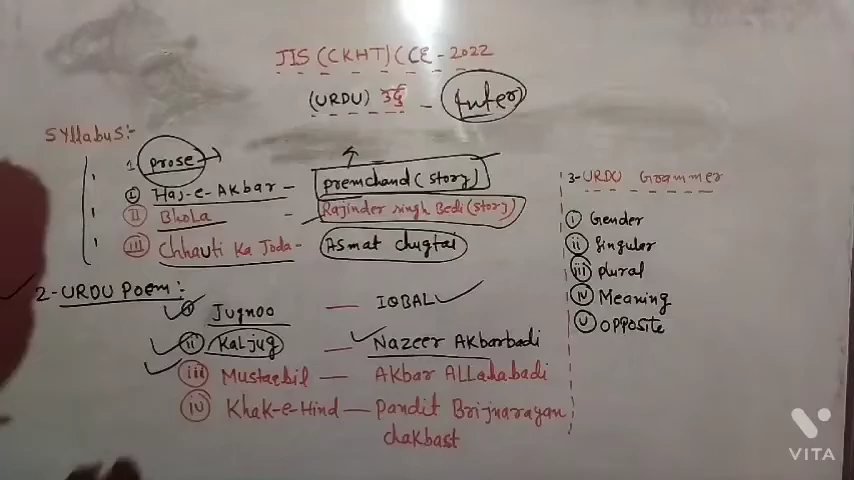 JIS (CKHT) CCE - 2022
(URDU) उर्दु - Inter
Syllabus:-
1 prose
I Haj-e-Akbar - premchand (story)
II Bhola - Rajinder singh Bedi (story)
III Chhauti Ka Joda - Asmat chugtai
2- URDU Poem:-
i Jugnoo — IQBAL
ii Kaljug — Nazeer Akbarbadi
iii Mustaqbil — Akbar Allahabadi
iv Khak-e-Hind — Pandit Brijnarayan
chakbast
3- URDU Grammer
i Gender
ii Singular
iii plural
iv Meaning
v opposite
VITA